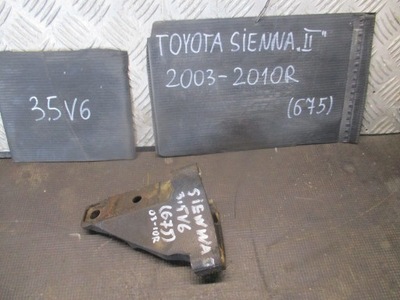 TOYOTA SIENNA. II"
2003-2010R
(675)
3.5V6
SIENNA
3.5V6
(675)
03-10R